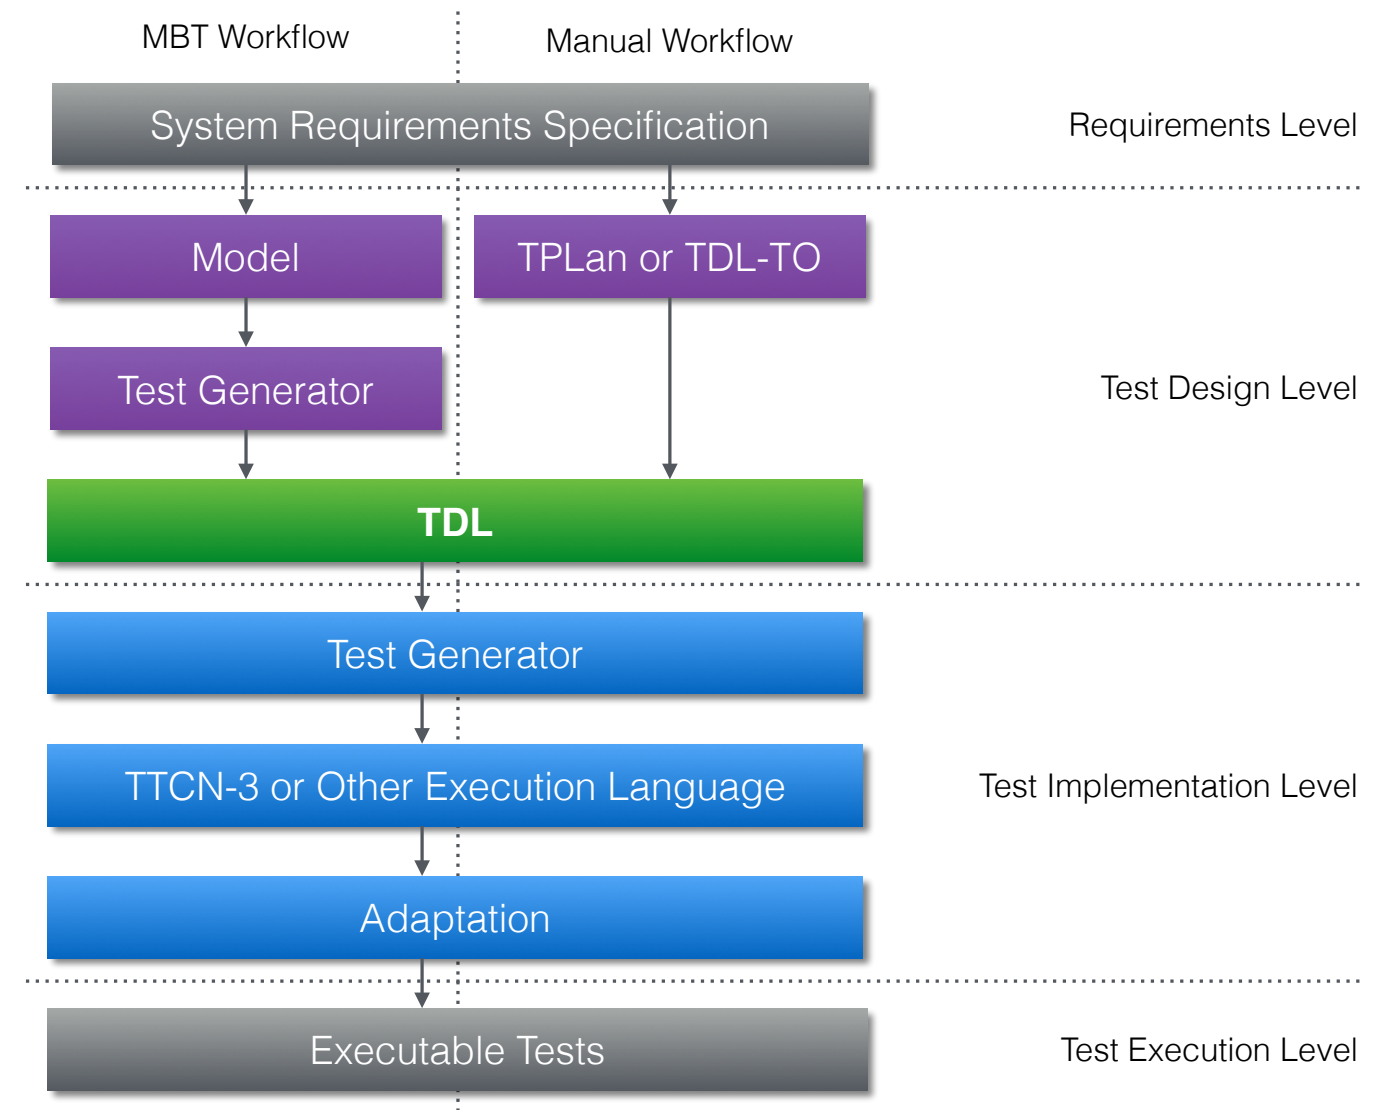 MBT Workflow
Manual Workflow
System Requirements Specification
Requirements Level
Model
TPLan or TDL-TO
Test Generator
Test Design Level
TDL
Test Generator
TTCN-3 or Other Execution Language
Test Implementation Level
Adaptation
Executable Tests
Test Execution Level